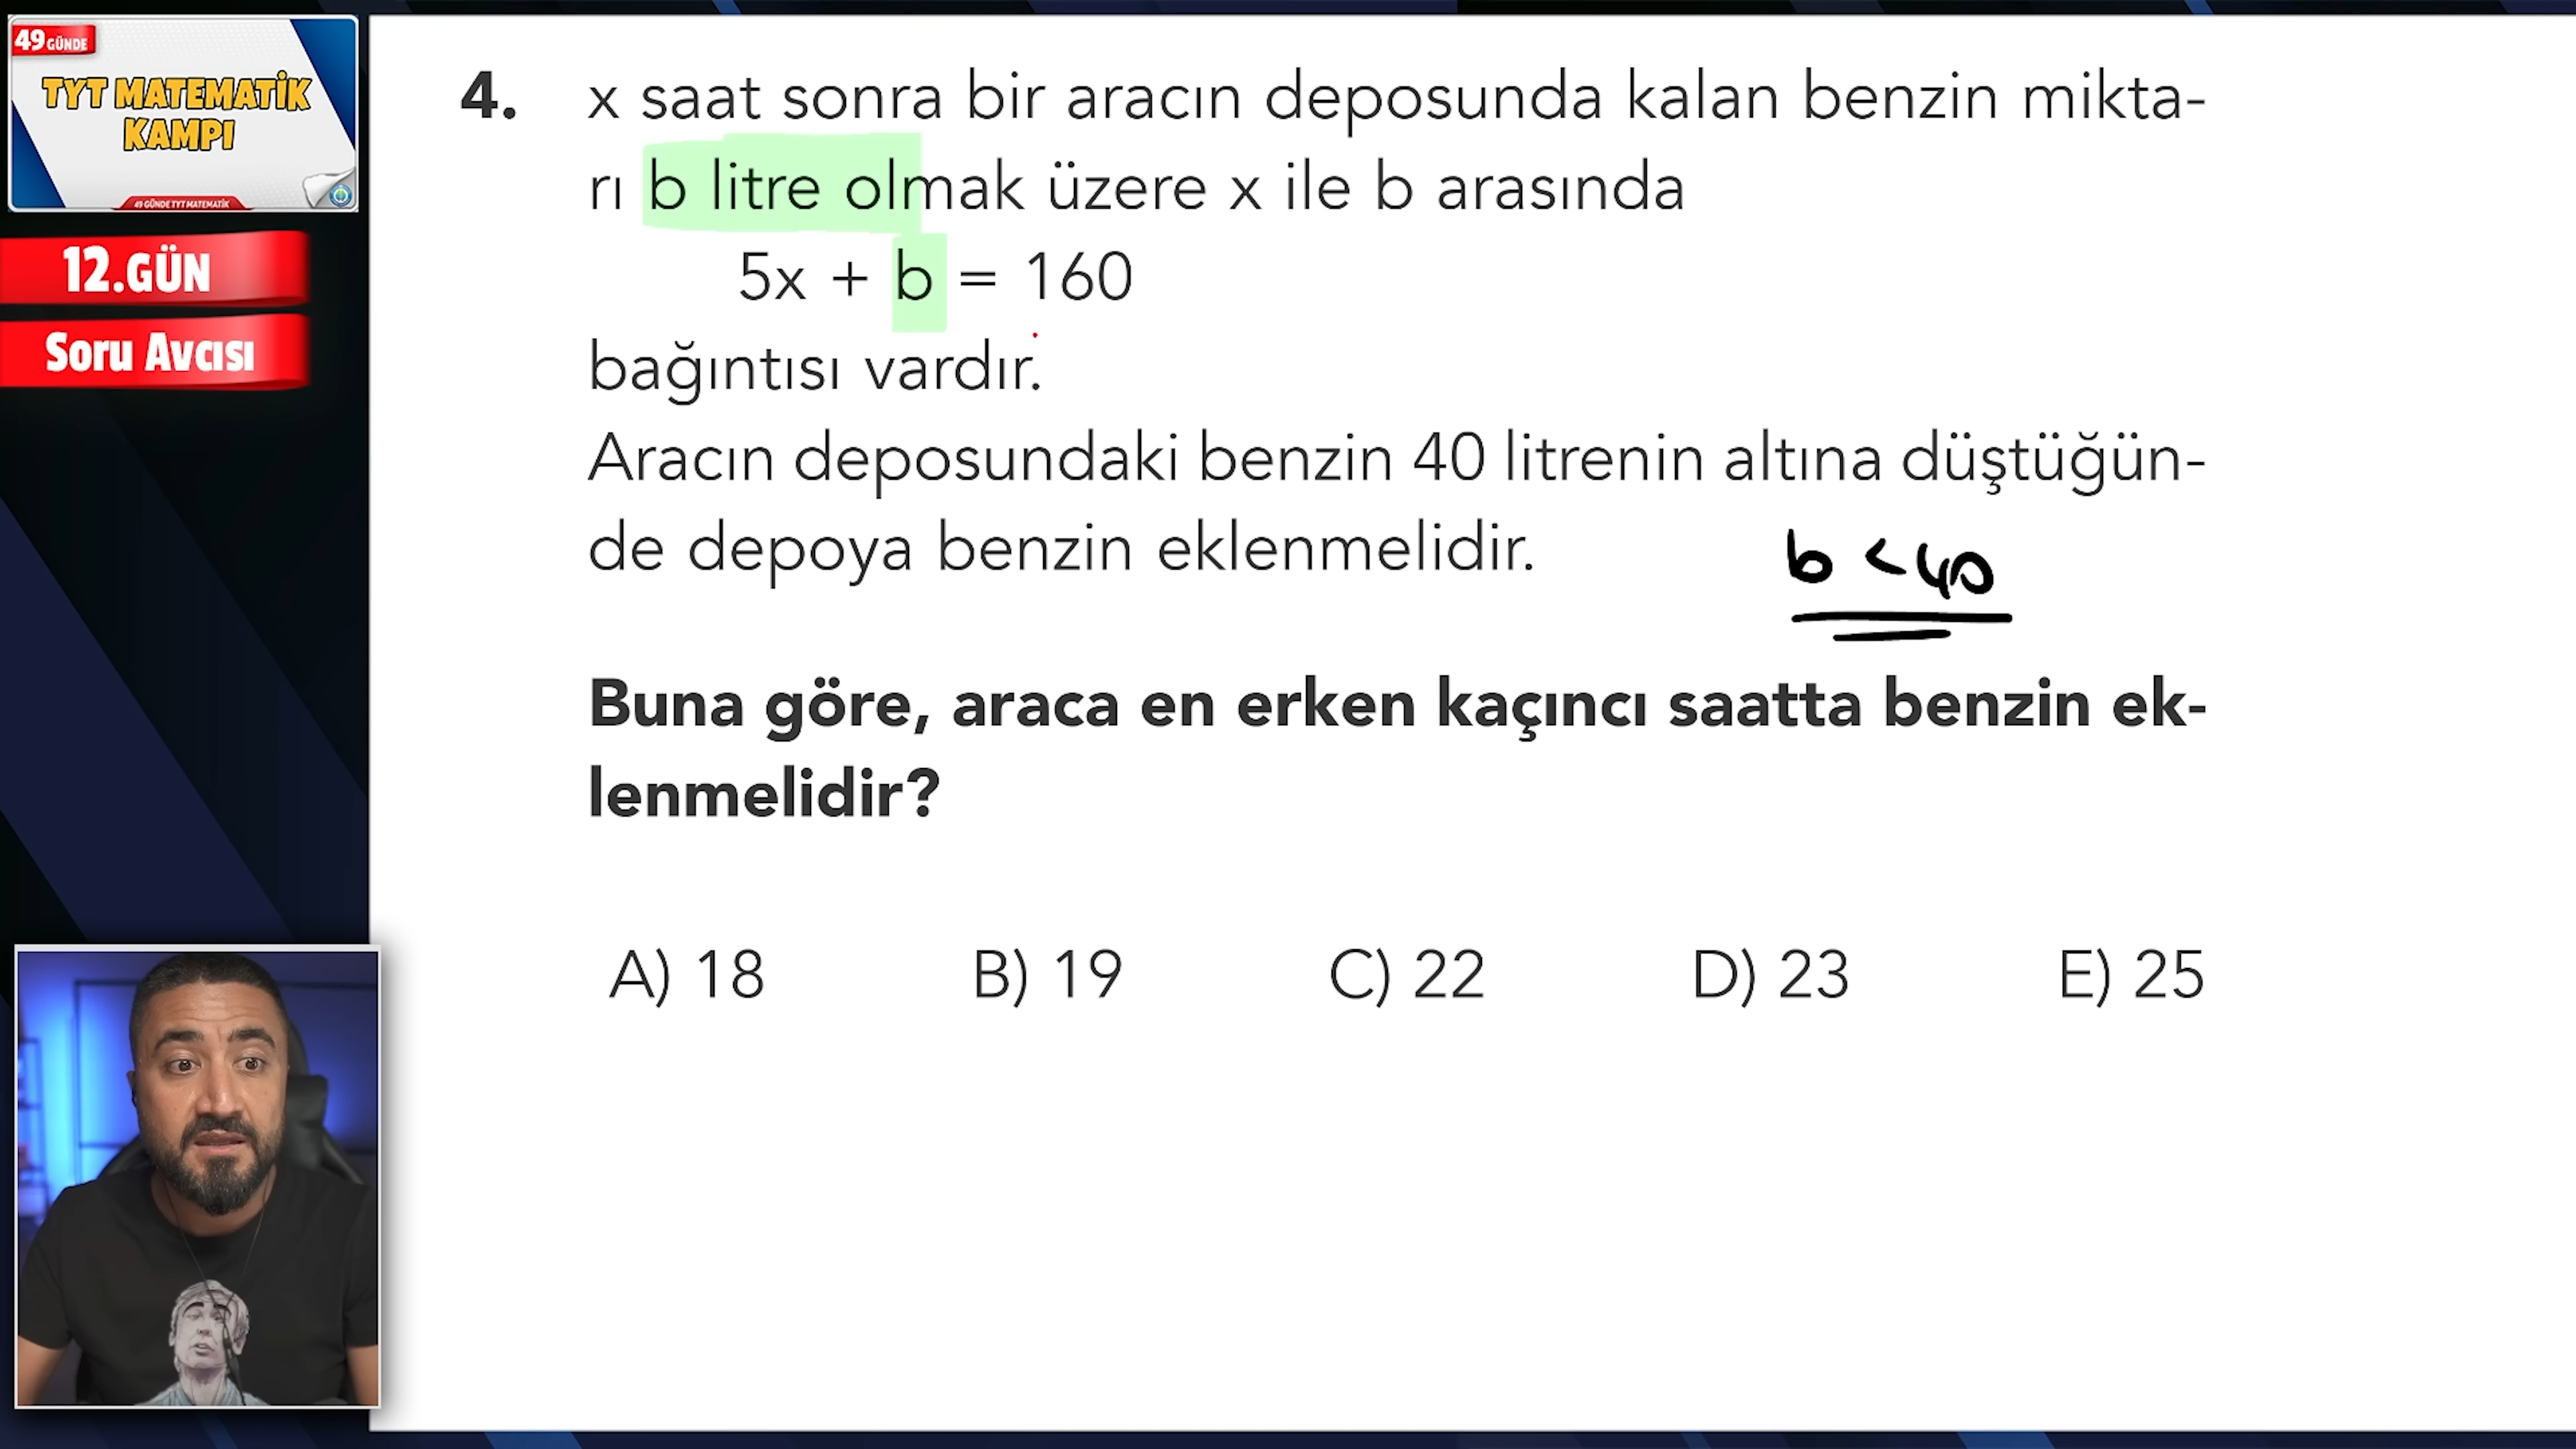 49 GÜNDE
TYT MATEMATİK
KAMPI
49 GÜNDE TYT MATEMATİK
12.GÜN
Soru Avcısı
4. x saat sonra bir aracın deposunda kalan benzin mikta-
rı b litre olmak üzere x ile b arasında
5x + b = 160
bağıntısı vardır.
Aracın deposundaki benzin 40 litrenin altına düştüğün-
de depoya benzin eklenmelidir.
b < 40
Buna göre, araca en erken kaçıncı saatta benzin ek-
lenmelidir?
A) 18 B) 19 C) 22 D) 23 E) 25